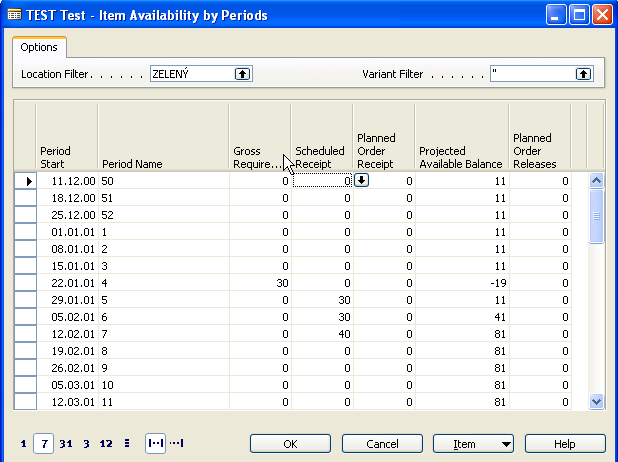 TEST Test - Item Availability by Periods
Options
Location Filter. . . . . . ZELENÝ Variant Filter . . . . . . ''
Period Start Period Name Gross Require... Scheduled Receipt Planned Order Receipt Projected Available Balance Planned Order Releases
11.12.00 50 0 0 0 11 0
18.12.00 51 0 0 0 11 0
25.12.00 52 0 0 0 11 0
01.01.01 1 0 0 0 11 0
08.01.01 2 0 0 0 11 0
15.01.01 3 0 0 0 11 0
22.01.01 4 30 0 0 -19 0
29.01.01 5 0 30 0 11 0
05.02.01 6 0 30 0 41 0
12.02.01 7 0 40 0 81 0
19.02.01 8 0 0 0 81 0
26.02.01 9 0 0 0 81 0
05.03.01 10 0 0 0 81 0
12.03.01 11 0 0 0 81 0
1 7 31 3 12 OK Cancel Item Help